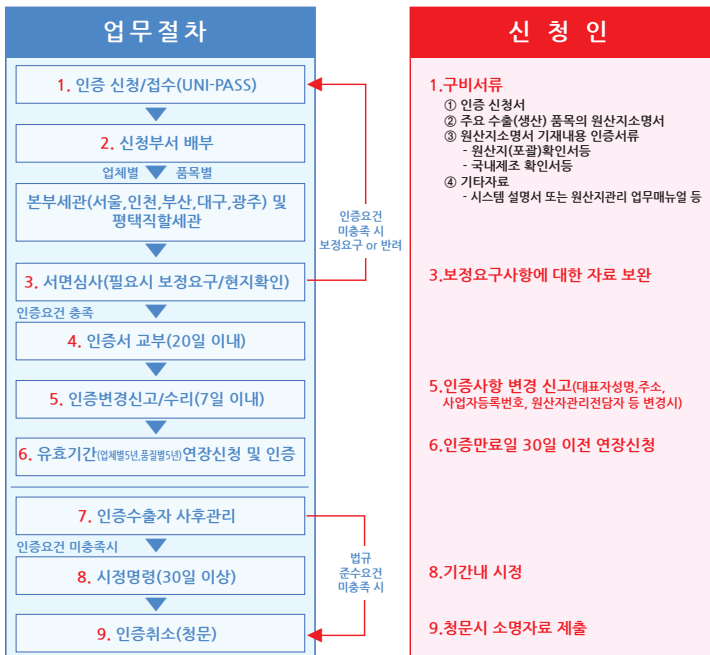 업무절차
1. 인증 신청/접수(UNI-PASS)
2. 신청부서 배부
업체별 품목별
본부세관(서울,인천,부산,대구,광주) 및
평택직할세관
3. 서면심사(필요시 보정요구/현지확인)
인증요건 충족
4. 인증서 교부(20일 이내)
5. 인증변경신고/수리(7일 이내)
6. 유효기간(업체별5년,품질별5년)연장신청 및 인증
7. 인증수출자 사후관리
인증요건 미충족시
8. 시정명령(30일 이상)
9. 인증취소(청문)
인증요건
미충족 시
보정요구 or 반려
법규
준수요건
미충족 시
신 청 인
1.구비서류
① 인증 신청서
② 주요 수출(생산) 품목의 원산지소명서
③ 원산지소명서 기재내용 인증서류
- 원산지(포괄)확인서등
- 국내제조 확인서등
④ 기타자료
- 시스템 설명서 또는 원산지관리 업무매뉴얼 등
3.보정요구사항에 대한 자료 보완
5.인증사항 변경 신고(대표자성명,주소,
사업자등록번호, 원산자관리전담자 등 변경시)
6.인증만료일 30일 이전 연장신청
8.기간내 시정
9.청문시 소명자료 제출